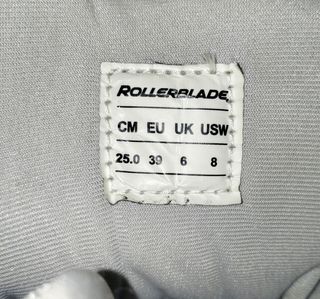 ROLLERBLADE
CM EU UK USW
25.0 39 6 8